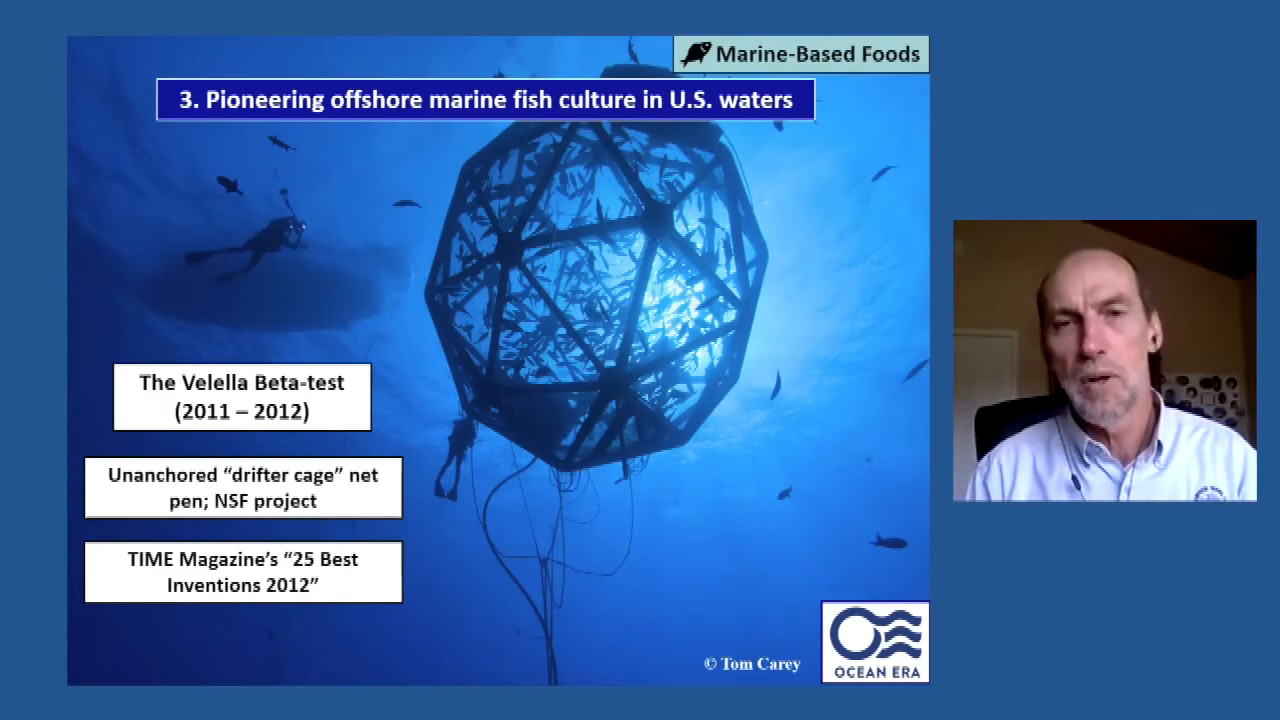 Marine-Based Foods
3. Pioneering offshore marine fish culture in U.S. waters
The Velella Beta-test
(2011 – 2012)
Unanchored “drifter cage” net
pen; NSF project
TIME Magazine’s “25 Best
Inventions 2012”
© Tom Carey
OCEAN ERA